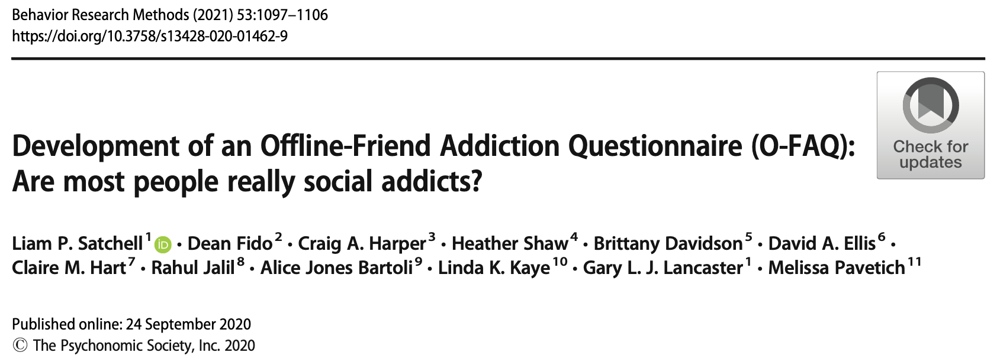 Behavior Research Methods (2021) 53:1097–1106
https://doi.org/10.3758/s13428-020-01462-9
Check for
updates
Development of an Offline-Friend Addiction Questionnaire (O-FAQ):
Are most people really social addicts?
Liam P. Satchell 1 iD · Dean Fido 2 · Craig A. Harper 3 · Heather Shaw 4 · Brittany Davidson 5 · David A. Ellis 6 ·
Claire M. Hart 7 · Rahul Jalil 8 · Alice Jones Bartoli 9 · Linda K. Kaye 10 · Gary L. J. Lancaster 1 · Melissa Pavetich 11
Published online: 24 September 2020
© The Psychonomic Society, Inc. 2020